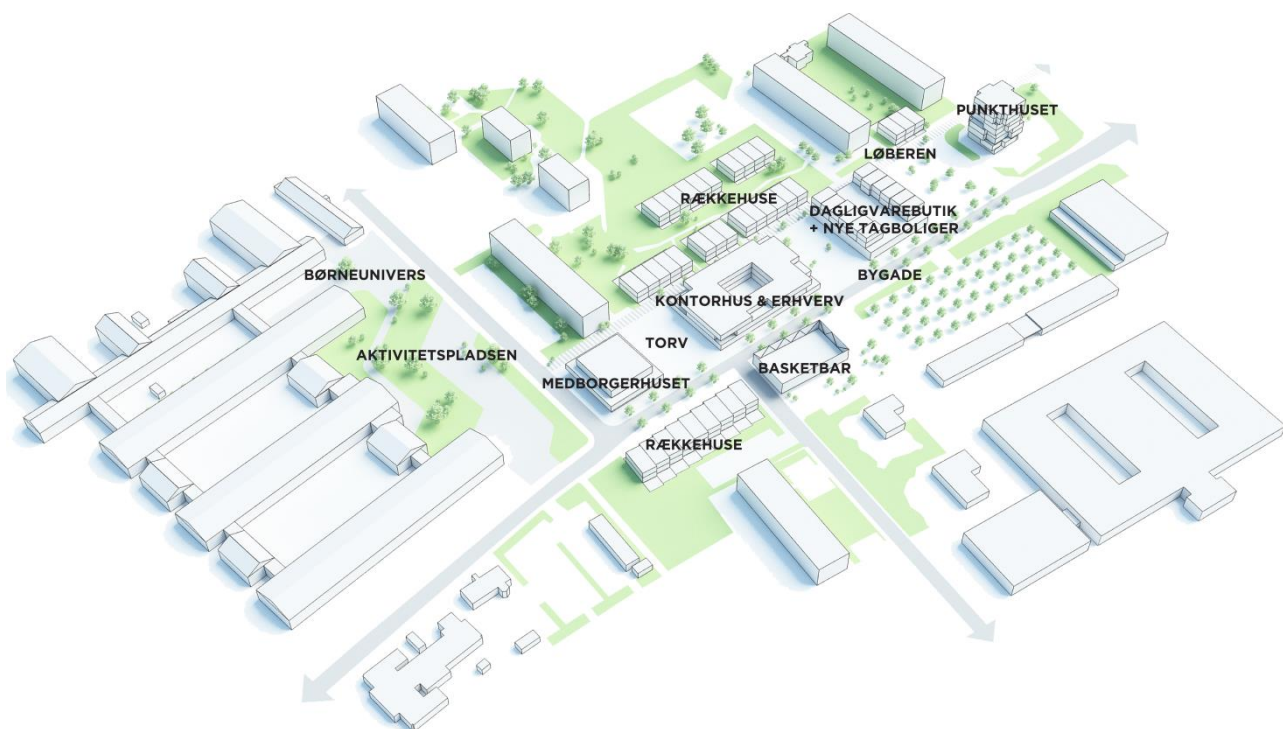 PUNKTHUSET
LØBEREN
RÆKKEHUSE
DAGLIGVAREBUTIK
+ NYE TAGBOLIGER
BØRNEUNIVERS
BYGADE
KONTORHUS & ERHVERV
TORV
AKTIVITETSPLADSEN
BASKETBAR
MEDBORGERHUSET
RÆKKEHUSE